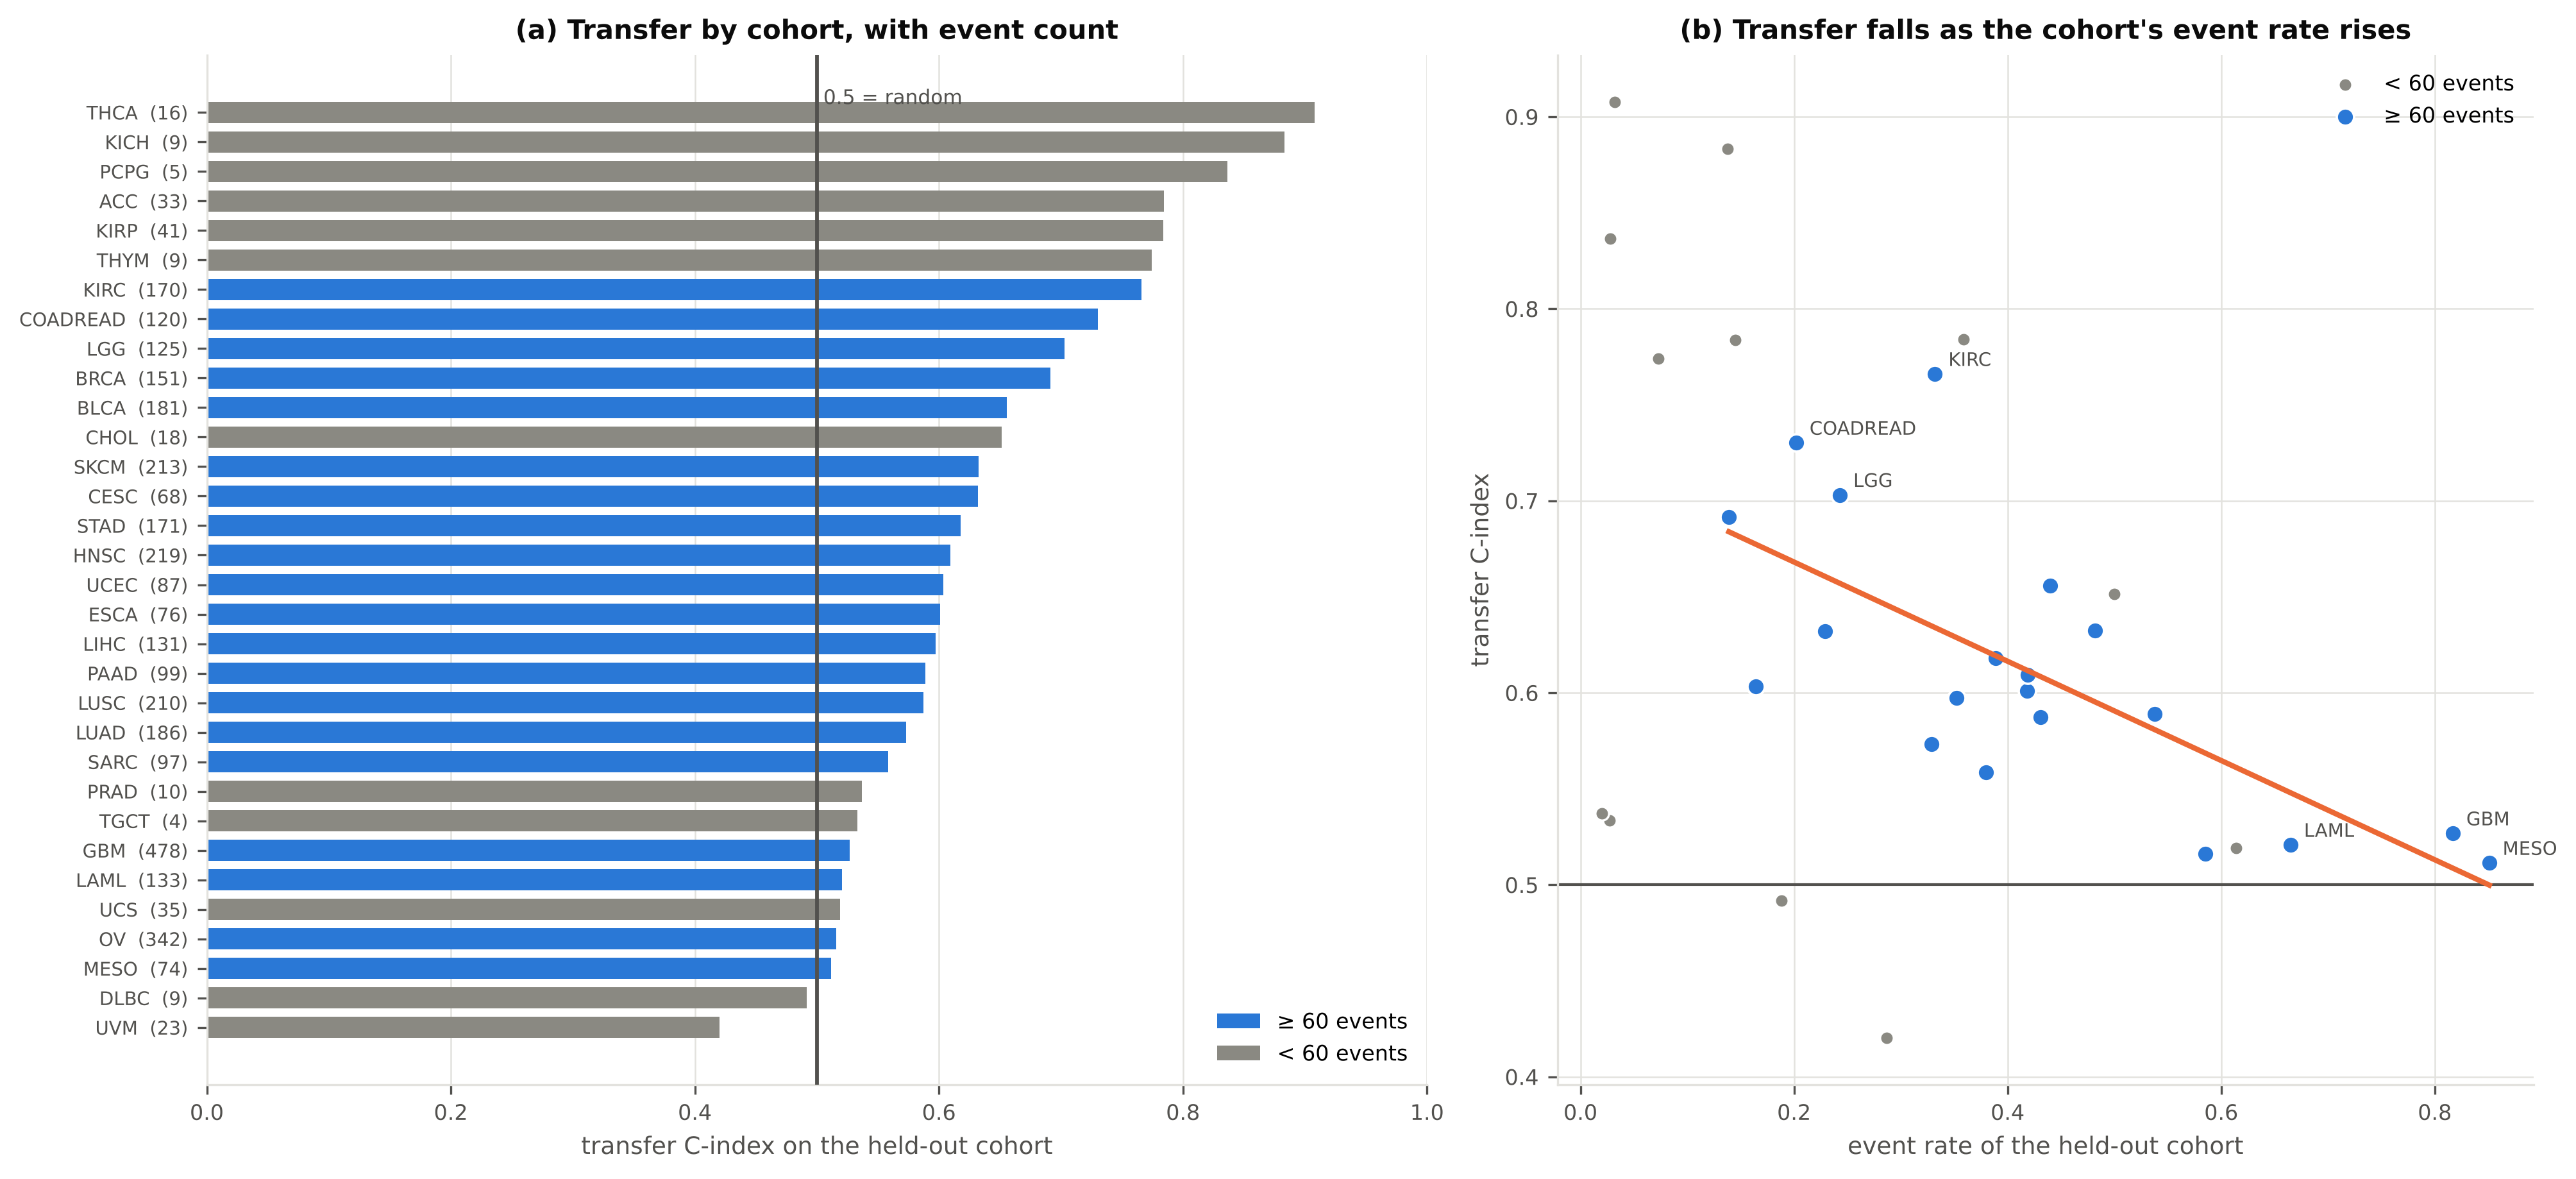 (a) Transfer by cohort, with event count
0.5 = random
THCA (16)
KICH (9)
PCPG (5)
ACC (33)
KIRP (41)
THYM (9)
KIRC (170)
COADREAD (120)
LGG (125)
BRCA (151)
BLCA (181)
CHOL (18)
SKCM (213)
CESC (68)
STAD (171)
HNSC (219)
UCEC (87)
ESCA (76)
LIHC (131)
PAAD (99)
LUSC (210)
LUAD (186)
SARC (97)
PRAD (10)
TGCT (4)
GBM (478)
LAML (133)
UCS (35)
OV (342)
MESO (74)
DLBC (9)
UVM (23)
≥ 60 events
< 60 events
0.0 0.2 0.4 0.6 0.8 1.0
transfer C-index on the held-out cohort
(b) Transfer falls as the cohort's event rate rises
< 60 events
≥ 60 events
transfer C-index
0.9
0.8
0.7
0.6
0.5
0.4
KIRC
COADREAD
LGG
GBM
LAML
MESO
0.0 0.2 0.4 0.6 0.8
event rate of the held-out cohort